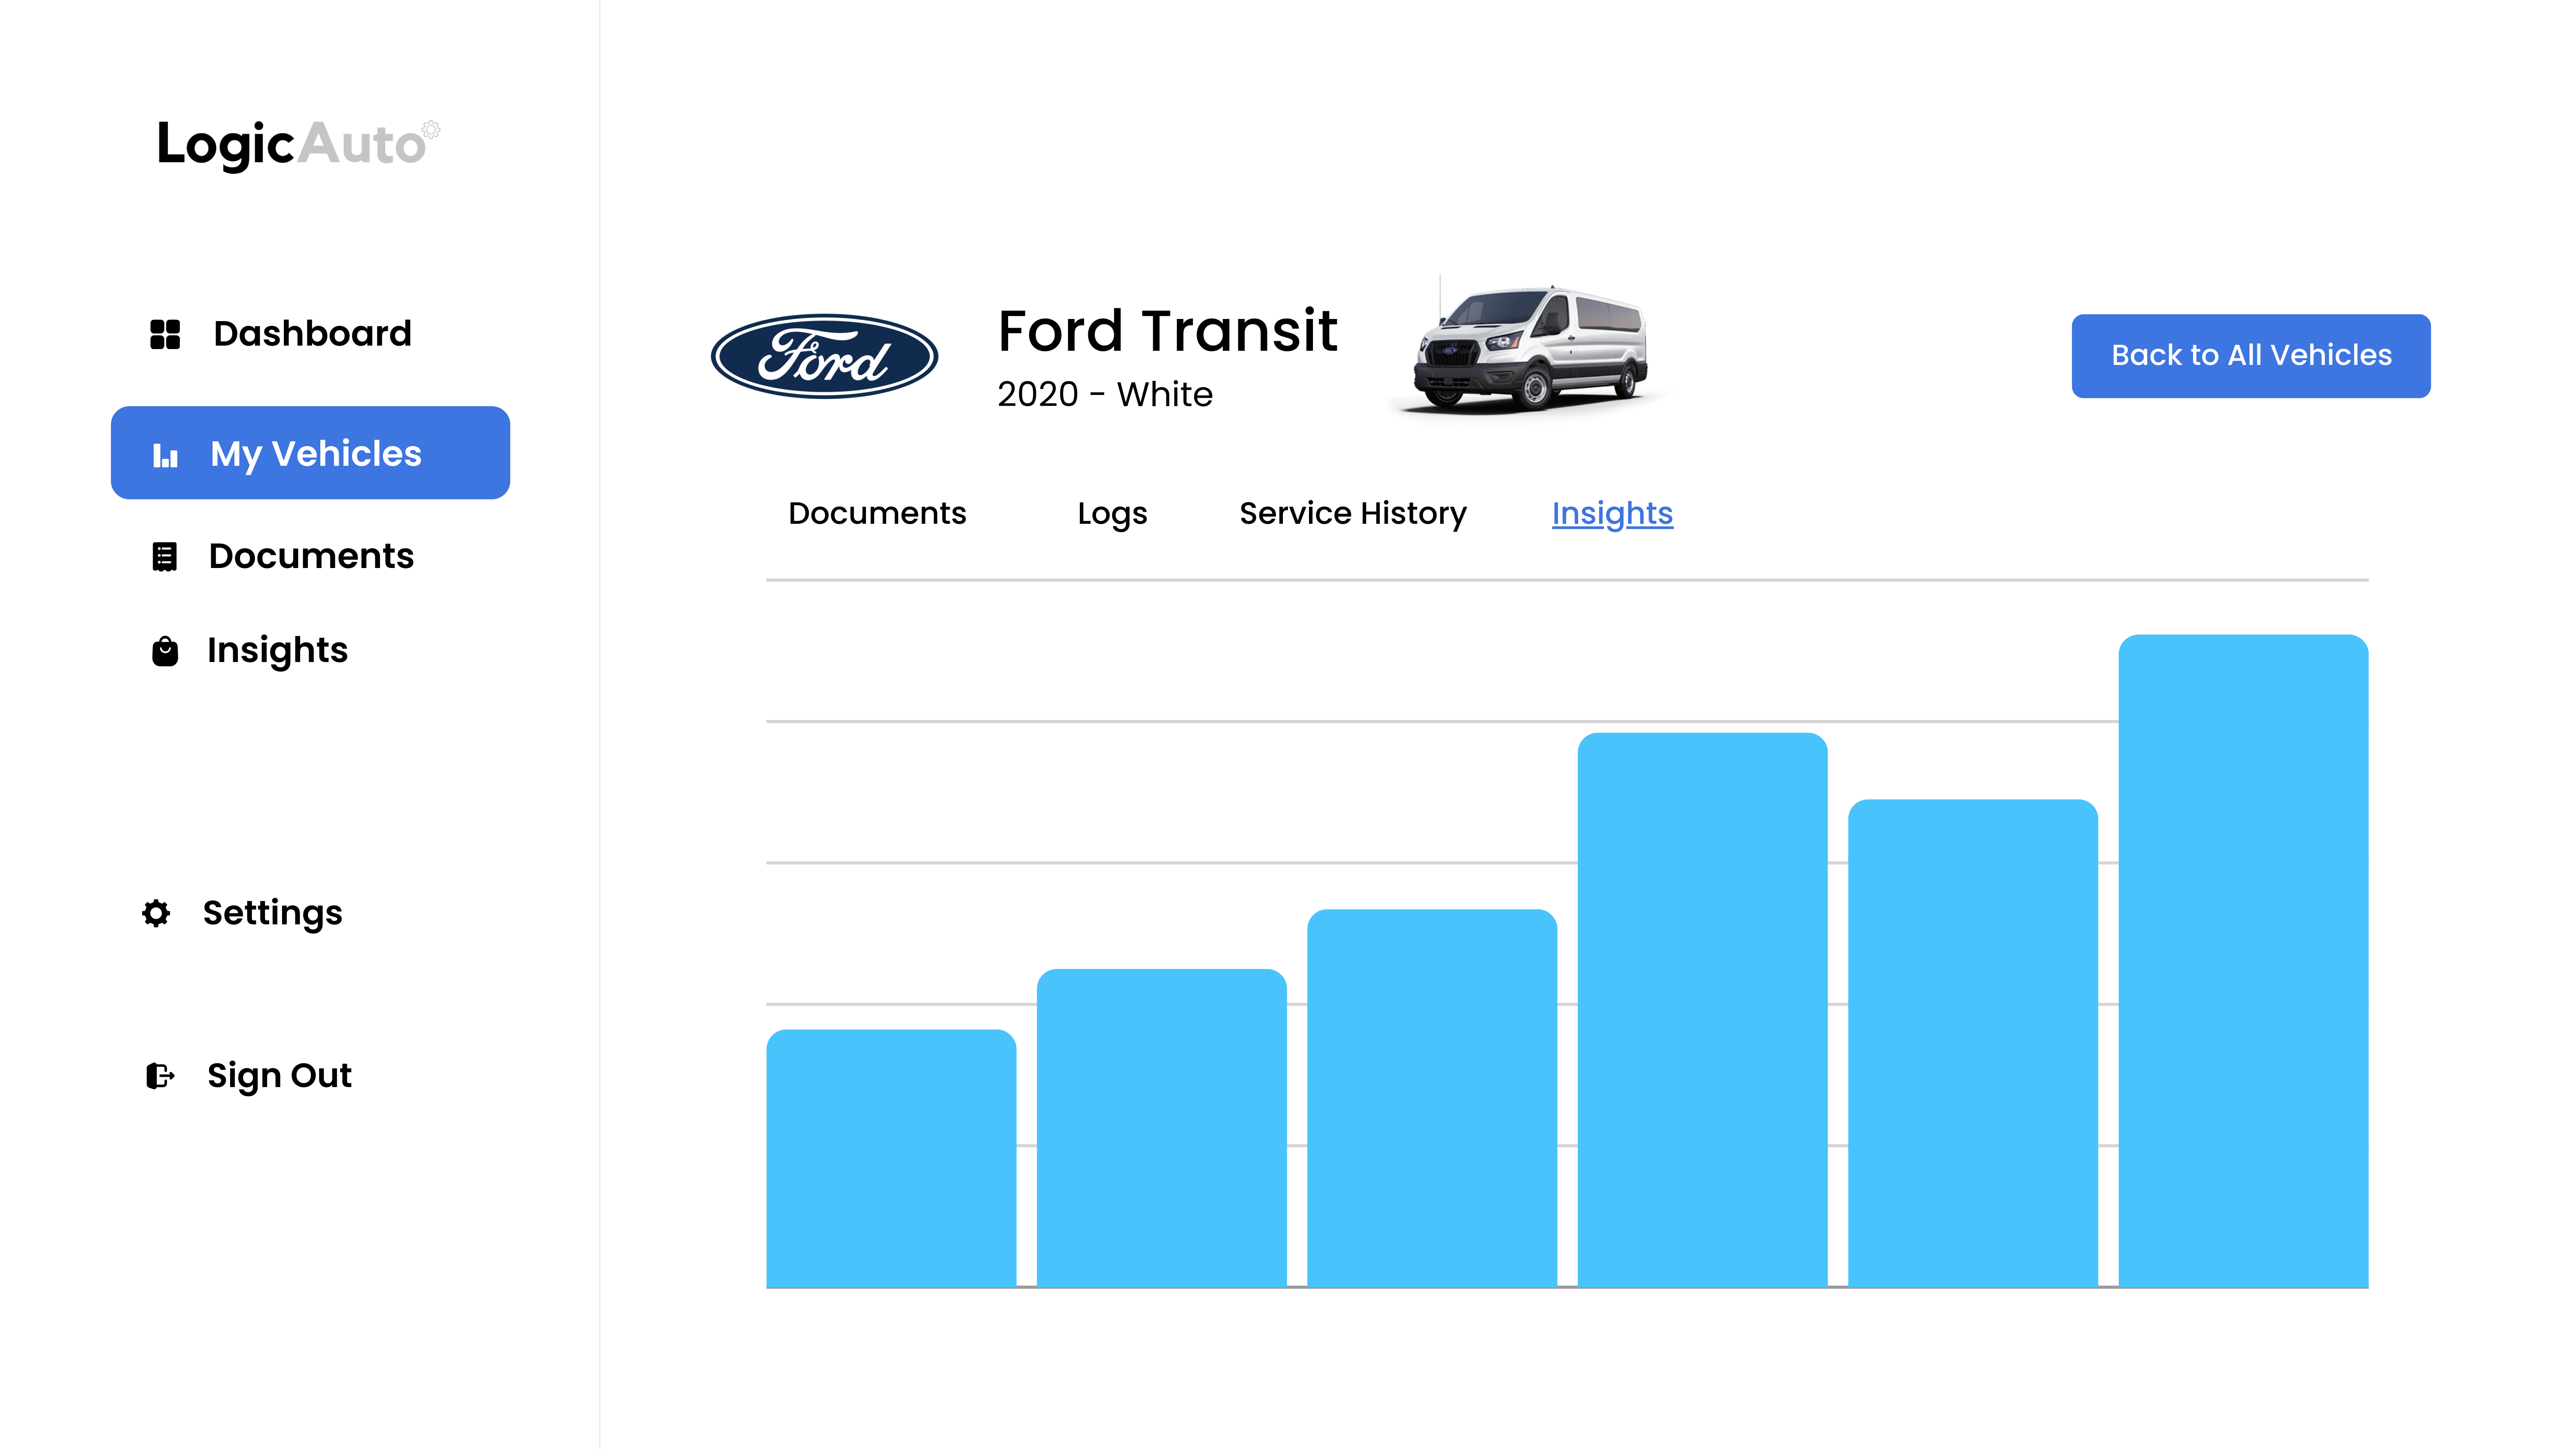 LogicAuto
Dashboard
My Vehicles
Documents
Insights
Settings
Sign Out
Ford
Ford Transit
2020 - White
Back to All Vehicles
Documents
Logs
Service History
Insights